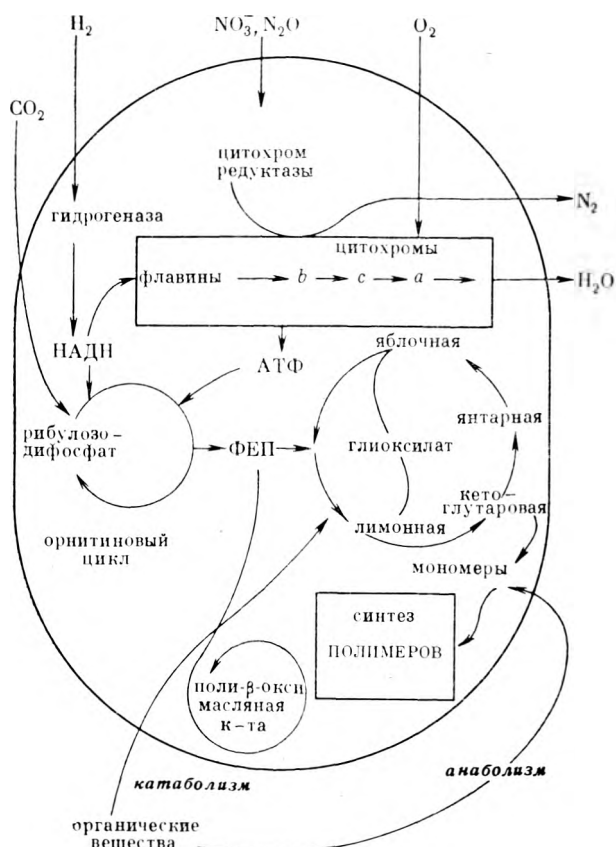 H₂
NO₃⁻, N₂O
O₂
CO₂
цитохром
редуктазы
N₂
гидрогеназа
цитохромы
флавины b c a
H₂O
НАДН
АТФ
яблочная
рибулозо-
дифосфат
ФЕП
глиоксилат
янтарная
кето-
глутаровая
лимонная
орнитиновый
цикл
мономеры
синтез
ПОЛИМЕРОВ
поли-β-окси
масляная
к-та
катаболизм
анаболизм
органические
вещества